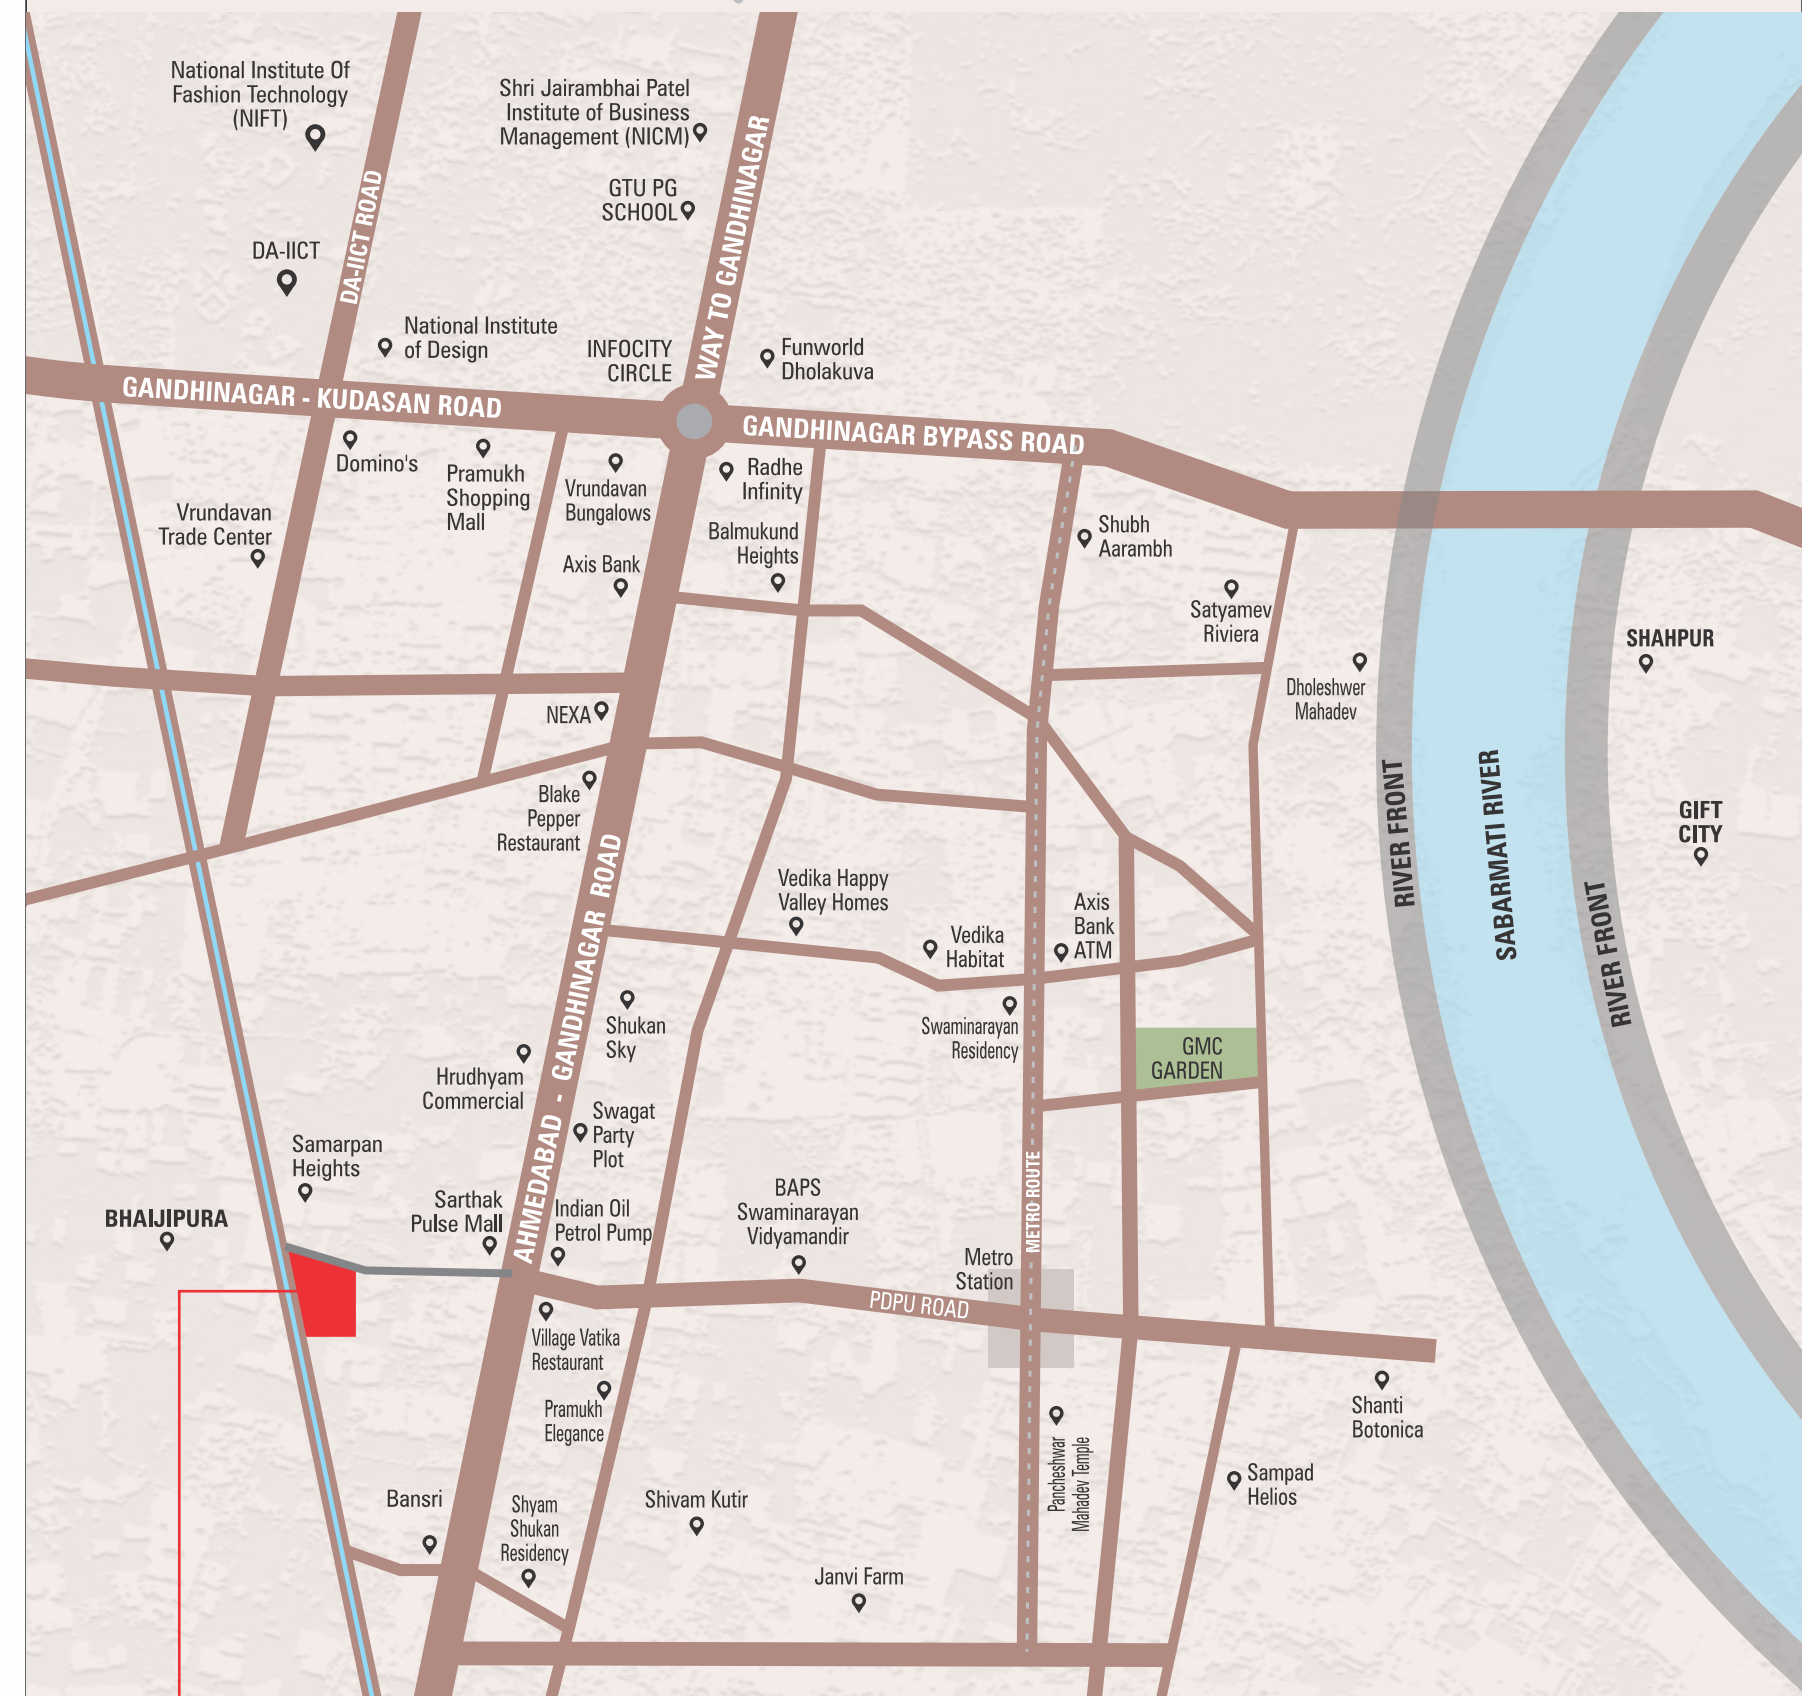 National Institute Of
Fashion Technology
(NIFT)
Shri Jairambhai Patel
Institute of Business
Management (NICM)
WAY TO GANDHINAGAR
GTU PG
SCHOOL
DA-IICT ROAD
DA-IICT
National Institute
of Design
INFOCITY
CIRCLE
Funworld
Dholakuva
GANDHINAGAR - KUDASAN ROAD
GANDHINAGAR BYPASS ROAD
Domino's
Pramukh
Shopping
Mall
Vrundavan
Bungalows
Radhe
Infinity
Vrundavan
Trade Center
Balmukund
Heights
Shubh
Aarambh
Axis Bank
Satyamev
Riviera
SHAHPUR
Dholeshwer
Mahadev
NEXA
Blake
Pepper
Restaurant
RIVER FRONT
SABARMATI RIVER
GIFT
CITY
RIVER FRONT
AHMEDABAD - GANDHINAGAR ROAD
Vedika Happy
Valley Homes
Vedika
Habitat
Axis
Bank
ATM
Shukan
Sky
Swaminarayan
Residency
GMC
GARDEN
Hrudhyam
Commercial
Swagat
Party
Plot
Samarpan
Heights
METRO ROUTE
BHAIJIPURA
Sarthak
Pulse Mall
Indian Oil
Petrol Pump
BAPS
Swaminarayan
Vidyamandir
Metro
Station
PDPU ROAD
Village Vatika
Restaurant
Pramukh
Elegance
Shanti
Botonica
Pancheshwar
Mahadev Temple
Sampad
Helios
Bansri
Shyam
Shukan
Residency
Shivam Kutir
Janvi Farm